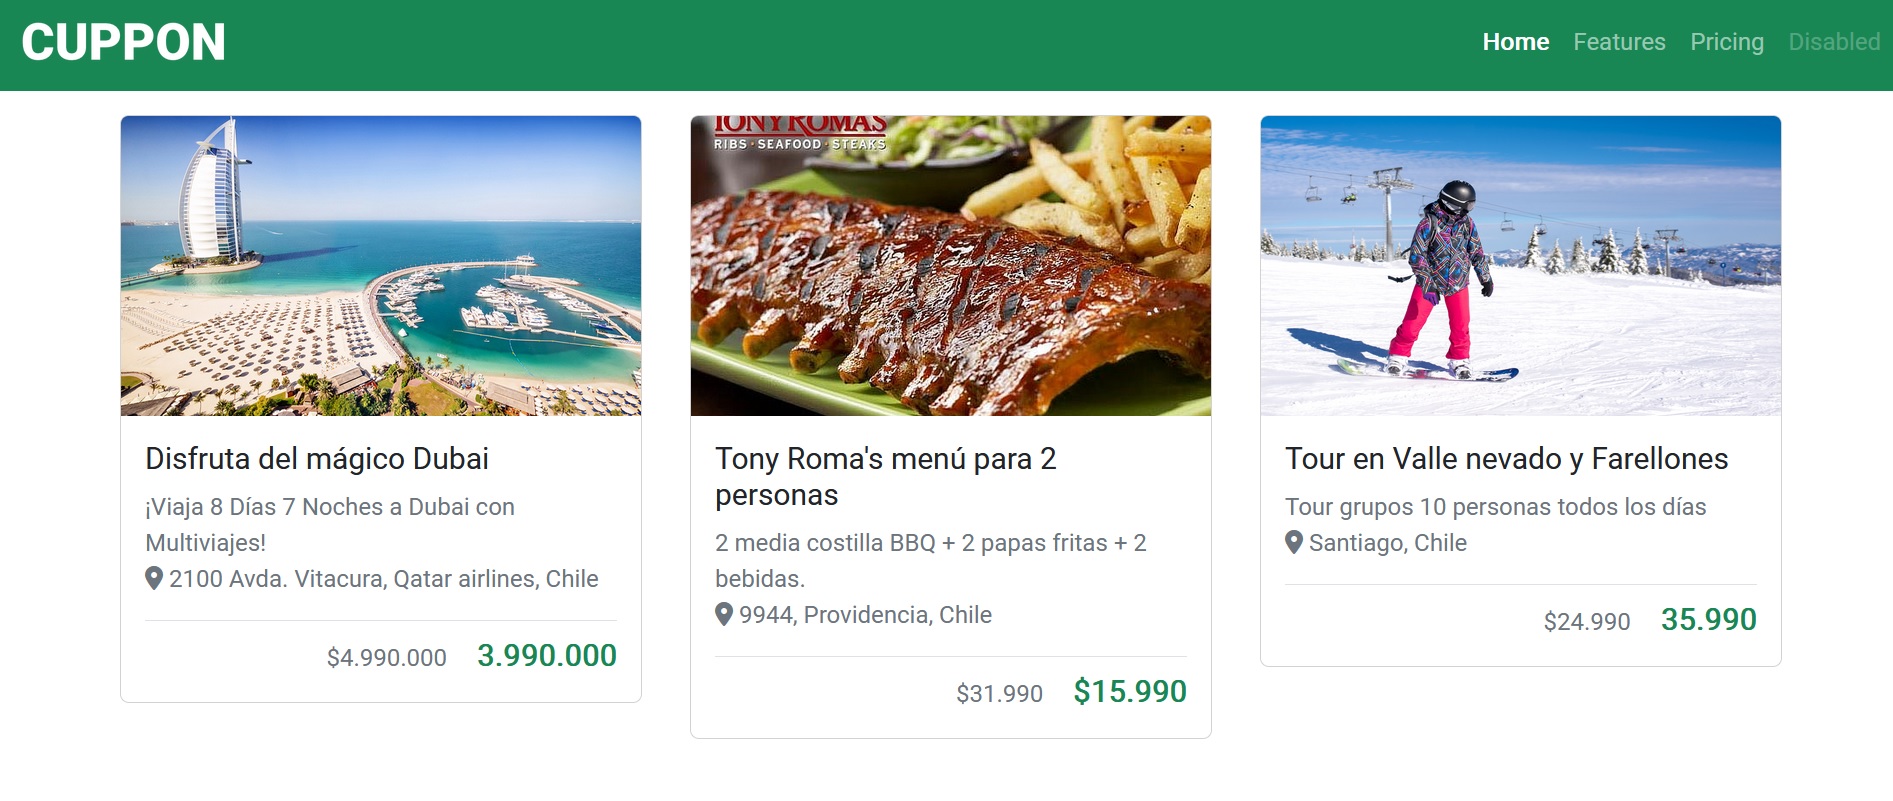 CUPPON
Home Features Pricing Disabled
TONY ROMA'S
RIBS · SEAFOOD · STEAKS
Disfruta del mágico Dubai
¡Viaja 8 Días 7 Noches a Dubai con
Multiviajes!
2100 Avda. Vitacura, Qatar airlines, Chile
$4.990.000 3.990.000
Tony Roma's menú para 2
personas
2 media costilla BBQ + 2 papas fritas + 2
bebidas.
9944, Providencia, Chile
$31.990 $15.990
Tour en Valle nevado y Farellones
Tour grupos 10 personas todos los días
Santiago, Chile
$24.990 35.990